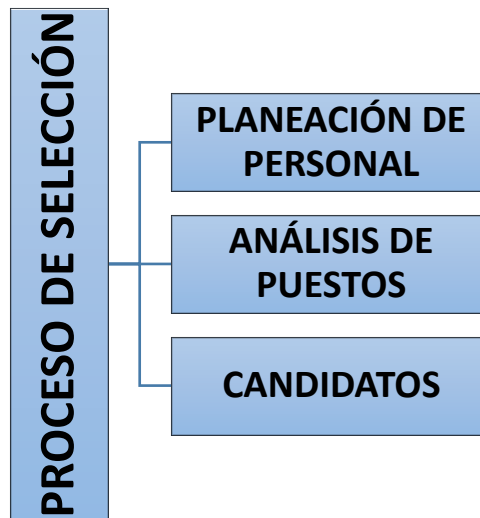 PROCESO DE SELECCIÓN
PLANEACIÓN DE
PERSONAL
ANÁLISIS DE
PUESTOS
CANDIDATOS